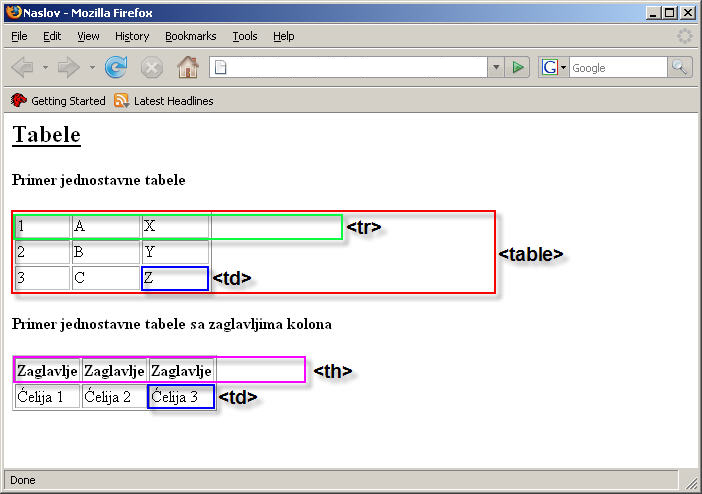 Naslov - Mozilla Firefox
File Edit View History Bookmarks Tools Help
G Google
Getting Started Latest Headlines
Tabele
Primer jednostavne tabele
1 A X <tr>
2 B Y <table>
3 C Z <td>
Primer jednostavne tabele sa zaglavljima kolona
Zaglavlje Zaglavlje Zaglavlje <th>
Ćelija 1 Ćelija 2 Ćelija 3 <td>
Done